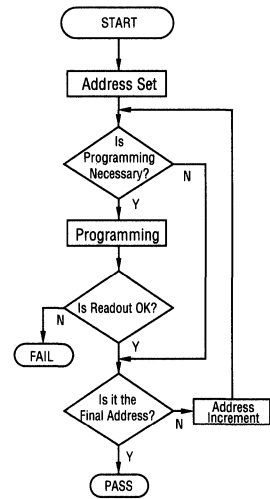 START
Address Set
Is
Programming
Necessary?
N
Y
Programming
Is Readout OK?
N
Y
FAIL
Is it the
Final Address?
N
Address
Increment
Y
PASS